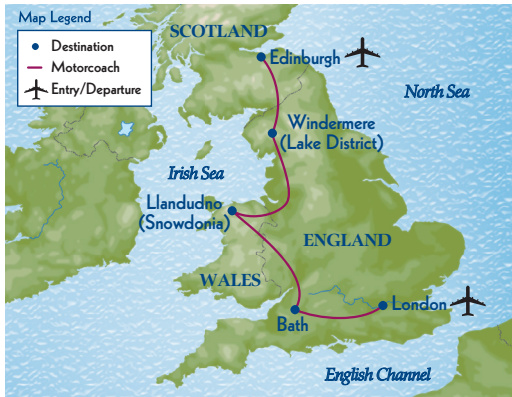 Map Legend
Destination
Motorcoach
Entry/Departure
SCOTLAND
Edinburgh
North Sea
Windermere
(Lake District)
Irish Sea
Llandudno
(Snowdonia)
ENGLAND
WALES
London
Bath
English Channel